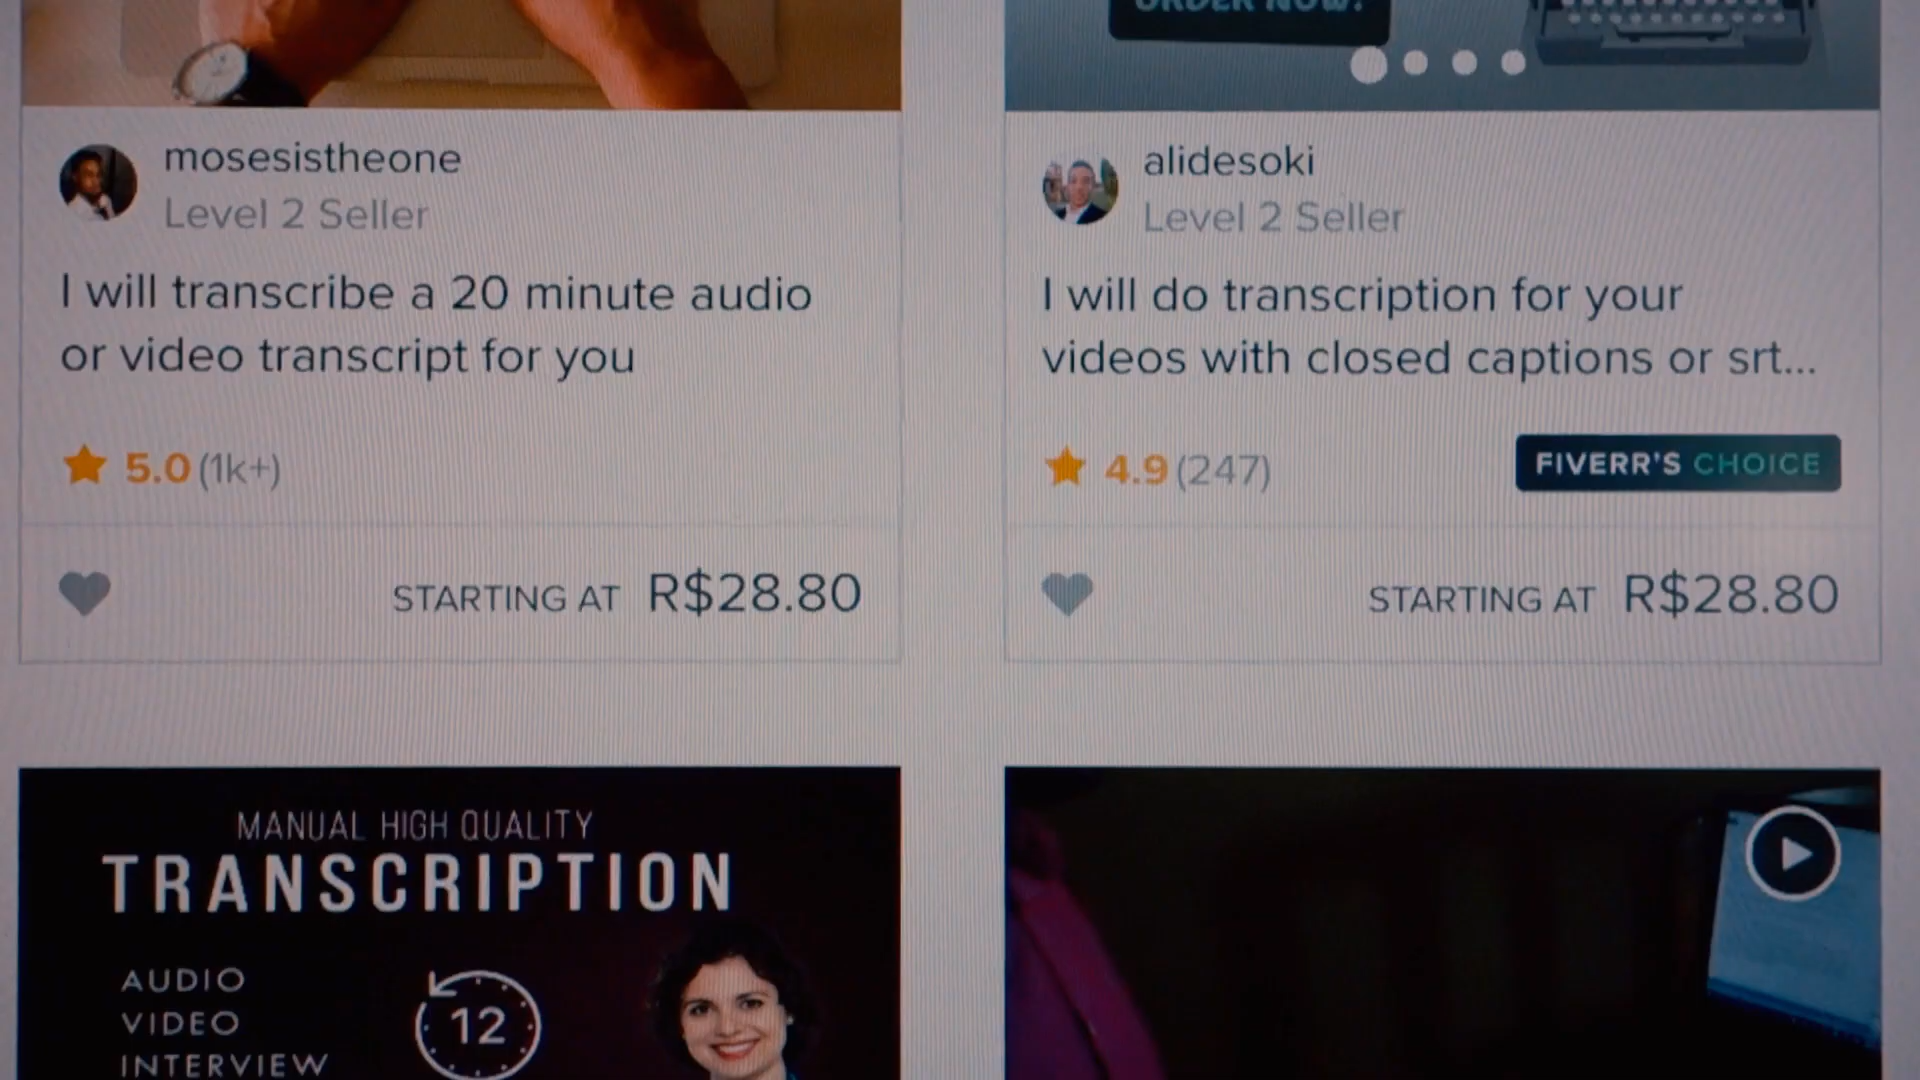 ORDER NOW!
mosesistheone
Level 2 Seller
I will transcribe a 20 minute audio
or video transcript for you
5.0 (1k+)
STARTING AT R$28.80
alidesoki
Level 2 Seller
I will do transcription for your
videos with closed captions or srt...
4.9 (247)
FIVERR'S CHOICE
STARTING AT R$28.80
MANUAL HIGH QUALITY
TRANSCRIPTION
AUDIO
VIDEO
INTERVIEW
12